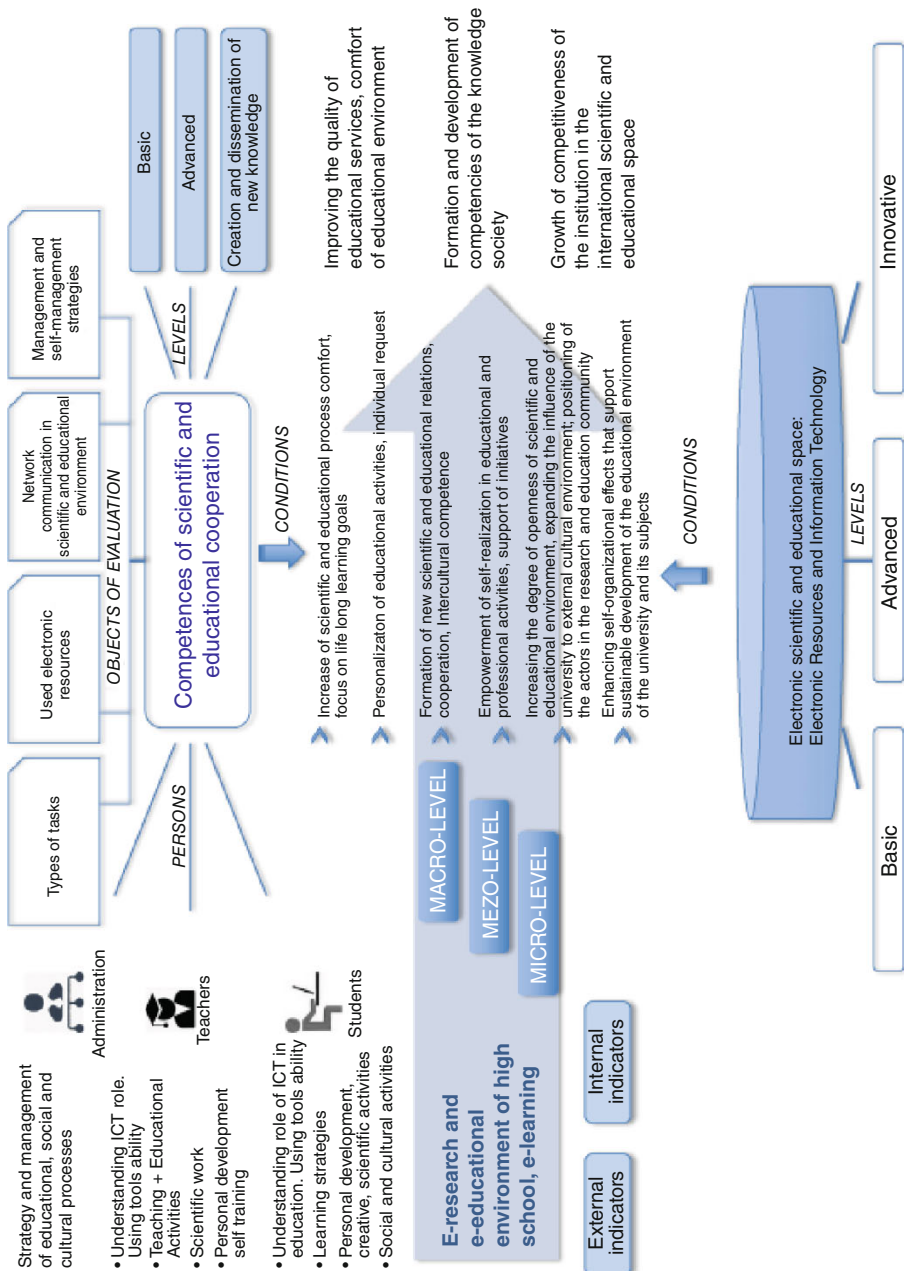 Types of tasks
Used electronic
resources
Network
communication in
scientific and educational
environment
Management and
self-management
strategies
OBJECTS OF EVALUATION
Strategy and management
of educational, social and
cultural processes
Administration
• Understanding ICT role.
Using tools ability
• Teaching + Educational
Activities
• Scientific work
• Personal development
self training
Teachers
• Understanding role of ICT in
education. Using tools ability
• Learning strategies
• Personal development,
creative, scientific activities
• Social and cultural activities
Students
PERSONS
Competences of scientific and
educational cooperation
LEVELS
Basic
Advanced
Creation and dissemination of
new knowledge
CONDITIONS
Increase of scientific and educational process comfort,
focus on life long learning goals
Personalizaton of educational activities, individual request
Formation of new scientific and educational relations,
cooperation, Intercultural competence
Empowerment of self-realization in educational and
professional activities, support of initiatives
Increasing the degree of openness of scientific and
educational environment, expanding the influence of the
university to external cultural environment; positioning of
the actors in the research and education community
Enhancing self-organizational effects that support
sustainable development of the educational environment
of the university and its subjects
Improving the quality of
educational services, comfort
of educational environment
Formation and development of
competencies of the knowledge
society
Growth of competitiveness of
the institution in the
international scientific and
educational space
E-research and
e-educational
environment of high
school, e-learning
MACRO-LEVEL
MEZO-LEVEL
MICRO-LEVEL
External
indicators
Internal
indicators
CONDITIONS
Electronic scientific and educational space:
Electronic Resources and Information Technology
LEVELS
Basic
Advanced
Innovative